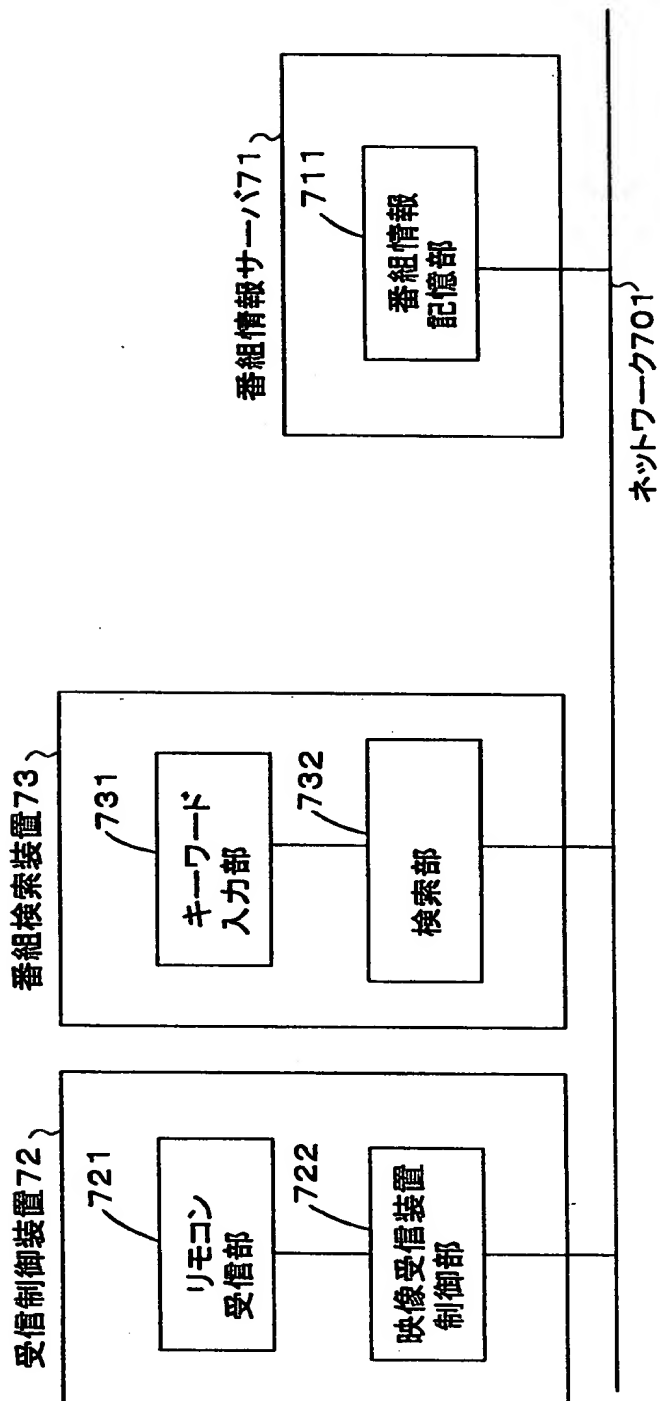 受信制御装置72
721
リモコン
受信部
722
映像受信装置
制御部
番組検索装置73
731
キーワード
入力部
732
検索部
番組情報サーバ71
711
番組情報
記憶部
ネットワーク701